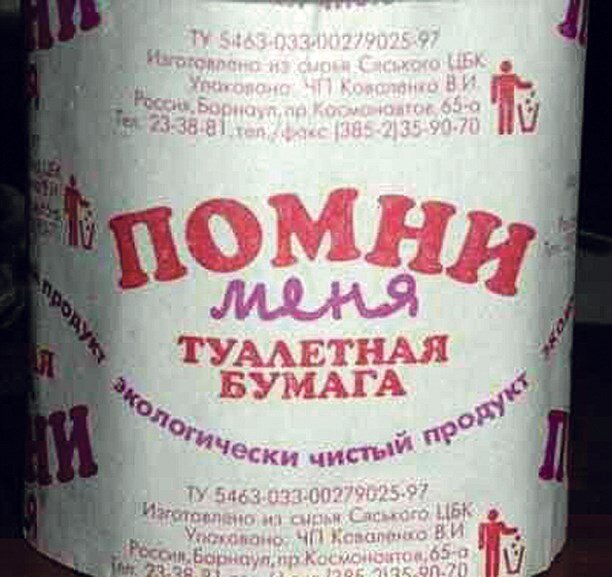 ТУ 5463-033-00279025-97
Изготовлено из сырья Сяського ЦБК
Упаковано: ЧП Коваленко В.И.
Россия, Барнаул, пр.Космонавтов, 65-а
Тел. 23-38-81, тел./факс (385-2)35-90-70
ПОМНИ
меня
ТУАЛЕТНАЯ
БУМАГА
экологически чистый продукт
продукт
НИ
ТУ 5463-033-00279025-97
Изготовлено из сырья Сяського ЦБК
Упаковано: ЧП Коваленко В.И.
Россия, Барнаул, пр.Космонавтов, 65-а